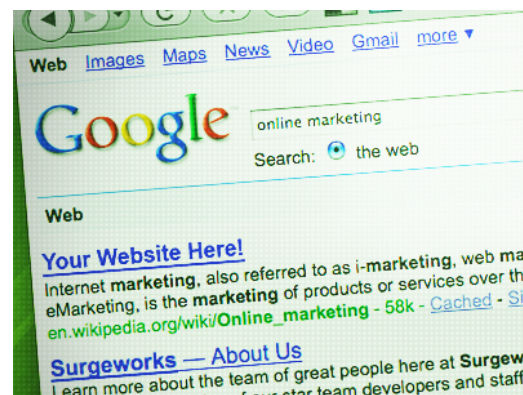 Web Images Maps News Video Gmail more ▼
Google
online marketing
Search: the web
Web
Your Website Here!
Internet marketing, also referred to as i-marketing, web
eMarketing, is the marketing of products or services over
en.wikipedia.org/wiki/Online_marketing - 58k - Cached -
Surgeworks — About Us
Learn more about the team of great people here at
star team developers and staff